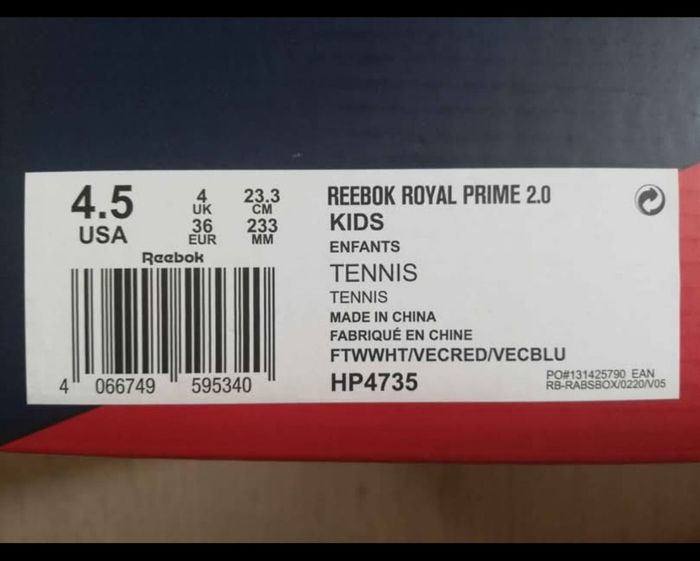 4.5
USA
4
UK
36
EUR
23.3
CM
233
MM
Reebok
4 066749 595340
REEBOK ROYAL PRIME 2.0
KIDS
ENFANTS
TENNIS
TENNIS
MADE IN CHINA
FABRIQUÉ EN CHINE
FTWWHT/VECRED/VECBLU
HP4735
PO#131425790 EAN
RB-RABSBOX/0220/V05